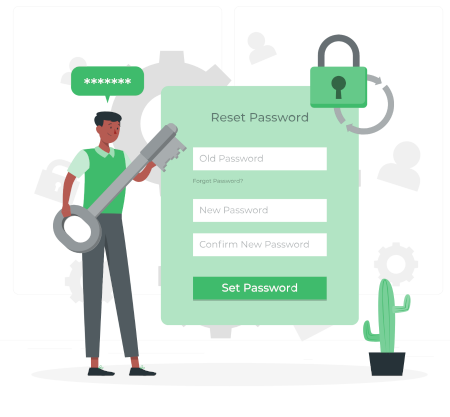 *******
Reset Password
Old Password
Forgot Password?
New Password
Confirm New Password
Set Password